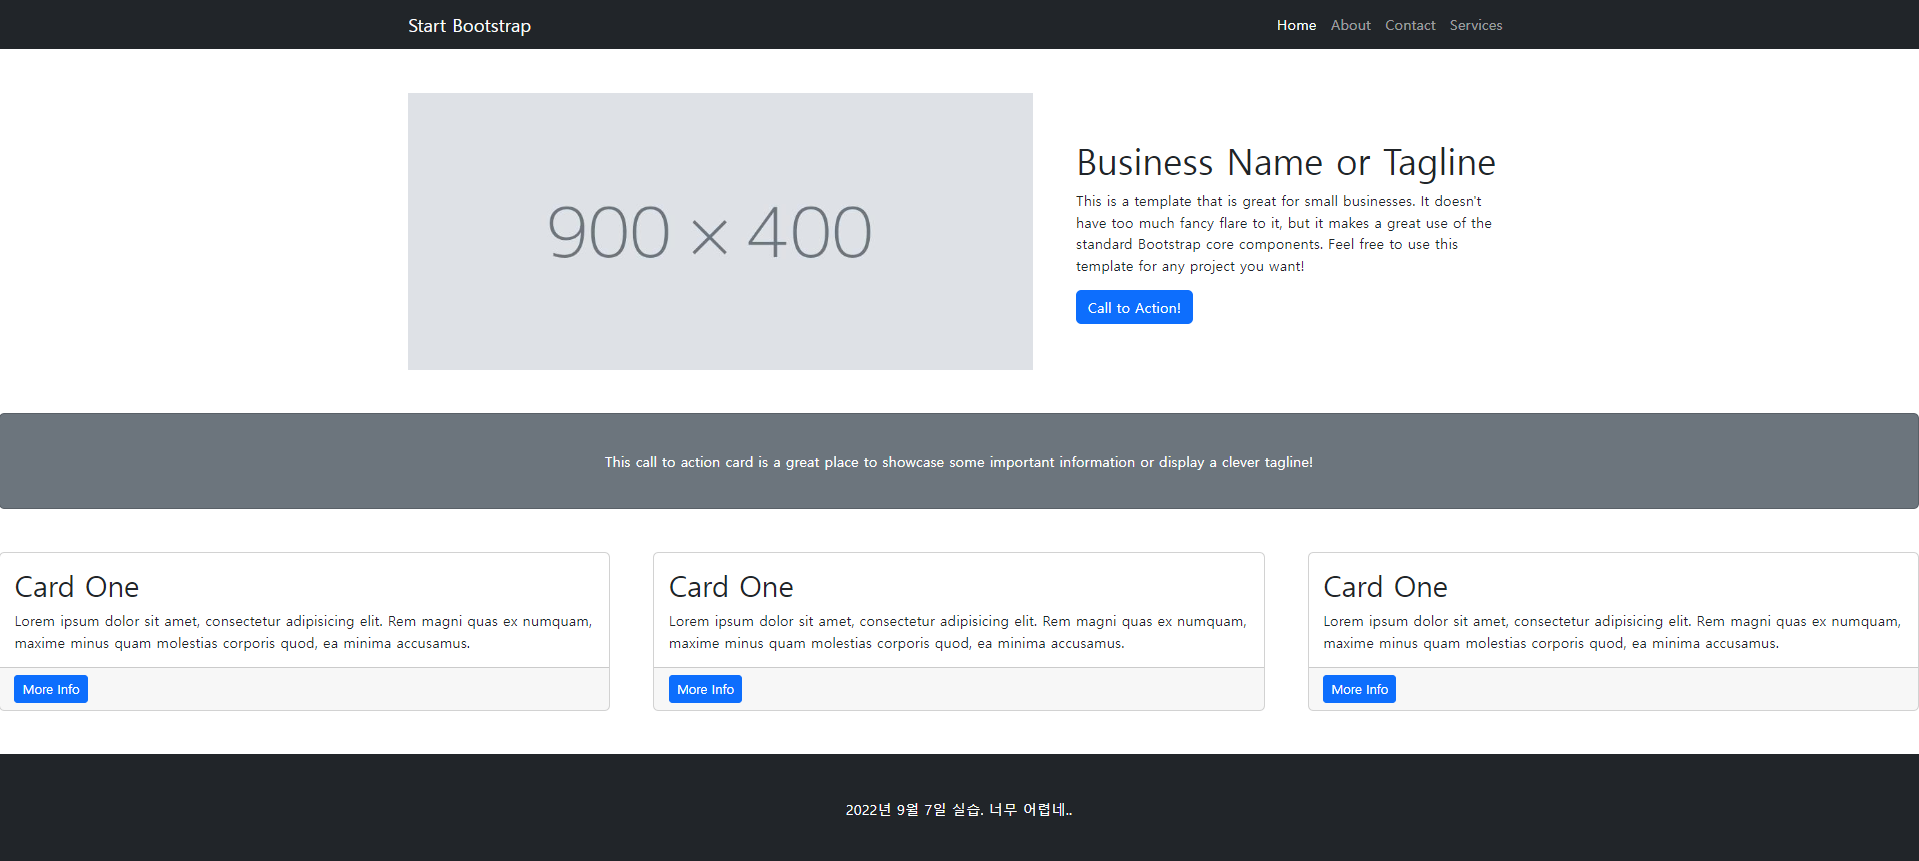 Start Bootstrap
Home About Contact Services
900 × 400
Business Name or Tagline
This is a template that is great for small businesses. It doesn't
have too much fancy flare to it, but it makes a great use of the
standard Bootstrap core components. Feel free to use this
template for any project you want!
Call to Action!
This call to action card is a great place to showcase some important information or display a clever tagline!
Card One
Lorem ipsum dolor sit amet, consectetur adipisicing elit. Rem magni quas ex numquam,
maxime minus quam molestias corporis quod, ea minima accusamus.
More Info
Card One
Lorem ipsum dolor sit amet, consectetur adipisicing elit. Rem magni quas ex numquam,
maxime minus quam molestias corporis quod, ea minima accusamus.
More Info
Card One
Lorem ipsum dolor sit amet, consectetur adipisicing elit. Rem magni quas ex numquam,
maxime minus quam molestias corporis quod, ea minima accusamus.
More Info
2022년 9월 7일 실습. 너무 어렵네..